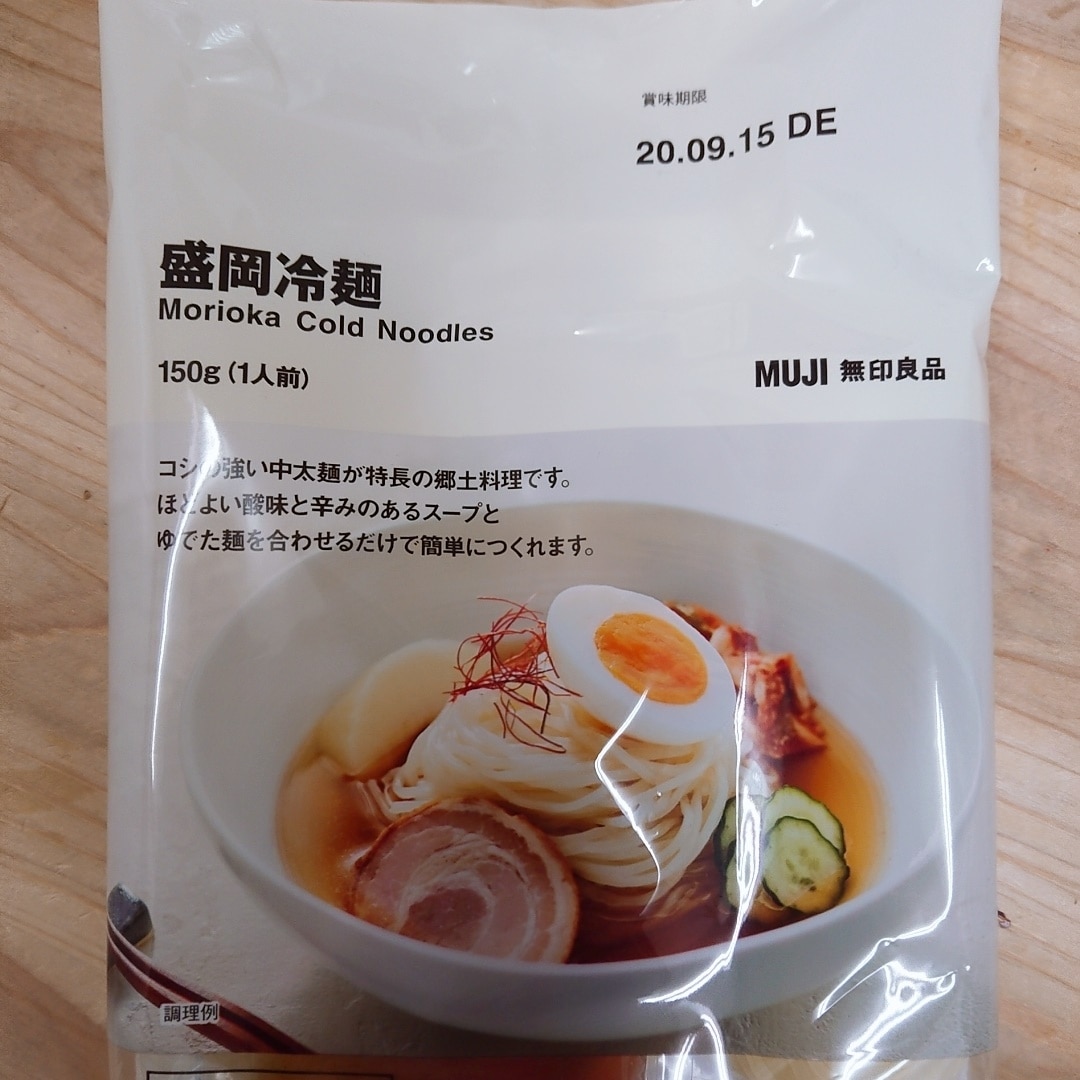 賞味期限
20.09.15 DE
盛岡冷麺
Morioka Cold Noodles
150g(1人前)
MUJI 無印良品
コシの強い中太麺が特長の郷土料理です。
ほどよい酸味と辛みのあるスープと
ゆでた麺を合わせるだけで簡単につくれます。
調理例